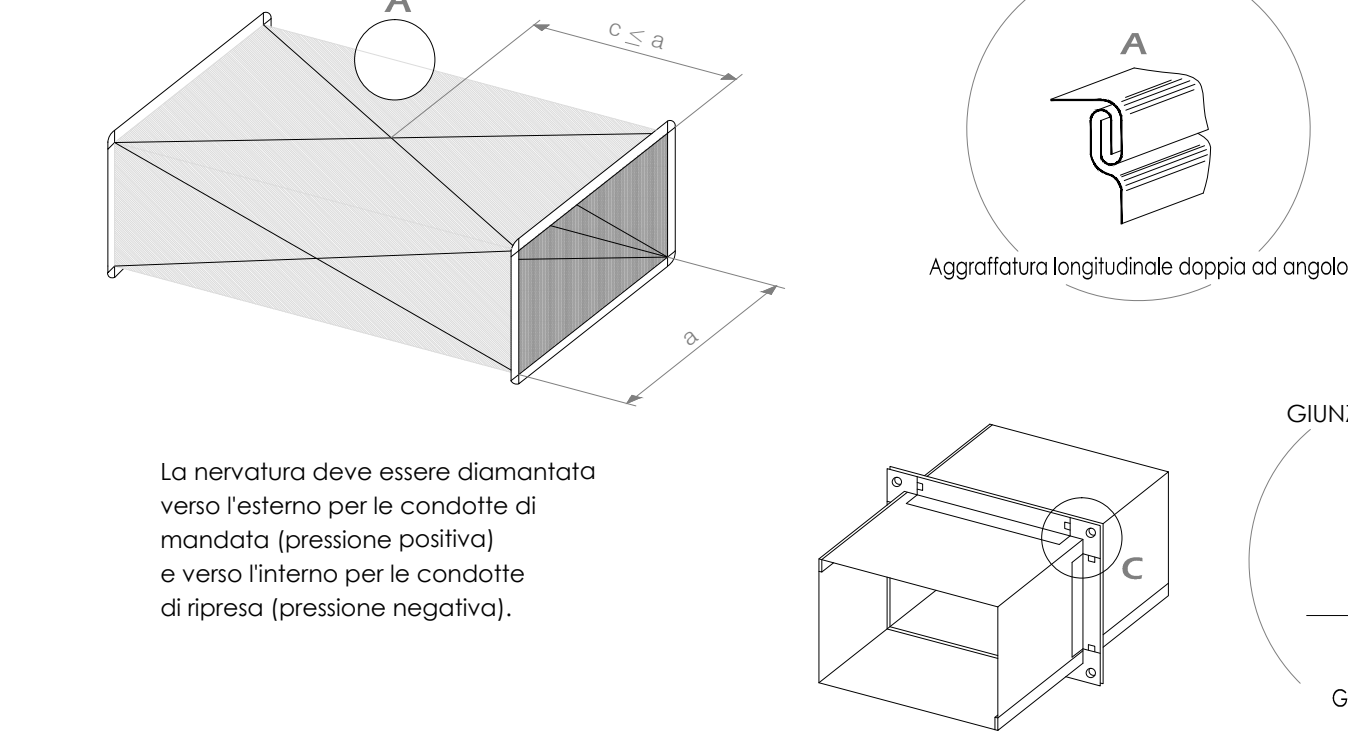 A
c ≤ a
a
A
Aggraffatura longitudinale doppia ad angolo
La nervatura deve essere diamantata
verso l'esterno per le condotte di
mandata (pressione positiva)
e verso l'interno per le condotte
di ripresa (pressione negativa).
C
GIUNZ
G